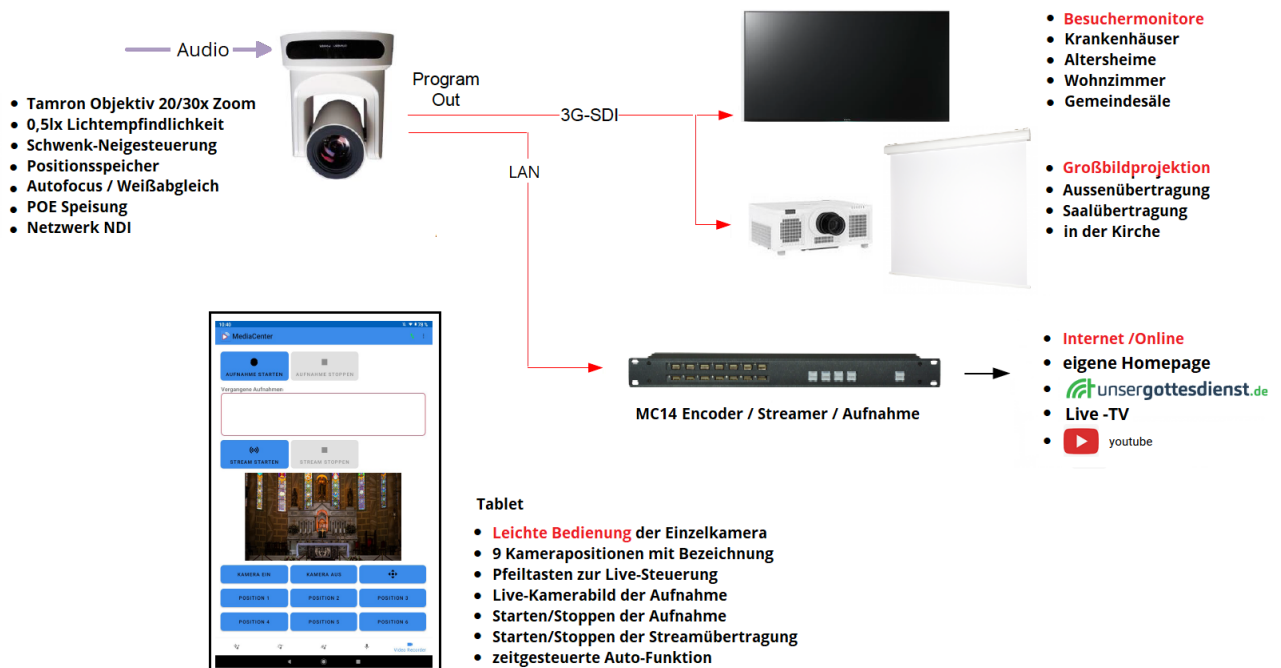 Audio
Tamron Objektiv 20/30x Zoom
0,5lx Lichtempfindlichkeit
Schwenk-Neigesteuerung
Positionsspeicher
Autofocus / Weißabgleich
POE Speisung
Netzwerk NDI
Program
Out
3G-SDI
LAN
Besuchermonitore
Krankenhäuser
Altersheime
Wohnzimmer
Gemeindesäle
Großbildprojektion
Aussenübertragung
Saalübertragung
in der Kirche
MC14 Encoder / Streamer / Aufnahme
Internet /Online
eigene Homepage
unsergottesdienst.de
Live -TV
youtube
MediaCenter
AUFNAHME STARTEN
AUFNAHME STOPPEN
Vergangene Aufnahmen:
STREAM STARTEN
STREAM STOPPEN
KAMERA EIN
KAMERA AUS
POSITION 1
POSITION 2
POSITION 3
POSITION 4
POSITION 5
POSITION 6
Video Recorder
Tablet
Leichte Bedienung der Einzelkamera
9 Kamerapositionen mit Bezeichnung
Pfeiltasten zur Live-Steuerung
Live-Kamerabild der Aufnahme
Starten/Stoppen der Aufnahme
Starten/Stoppen der Streamübertragung
zeitgesteuerte Auto-Funktion